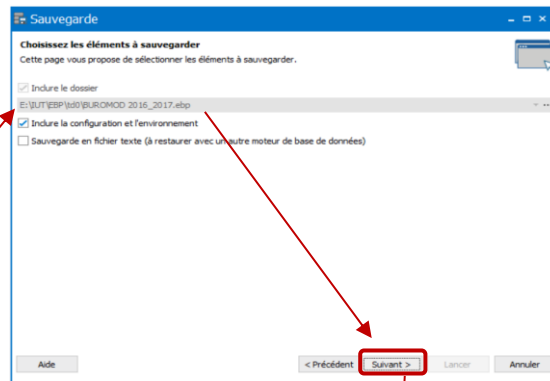 Sauvegarde
Choisissez les éléments à sauvegarder
Cette page vous propose de sélectionner les éléments à sauvegarder.
Indure le dossier
E:\IUT\EBP\td0\BUROMOD 2016_2017.ebp
Indure la configuration et l'environnement
Sauvegarde en fichier texte (à restaurer avec un autre moteur de base de données)
Aide
< Précédent
Suivant >
Lancer
Annuler